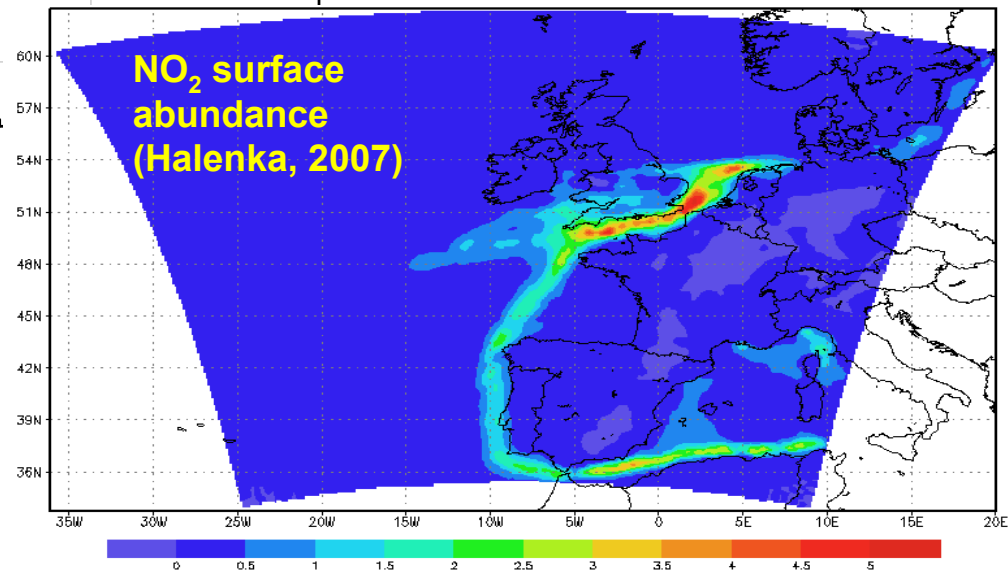 NO2 surface
abundance
(Halenka, 2007)
60N
57N
54N
51N
48N
45N
42N
39N
36N
35W 30W 25W 20W 15W 10W 5W 0 5E 10E 15E 20E
0 0.5 1 1.5 2 2.5 3 3.5 4 4.5 5